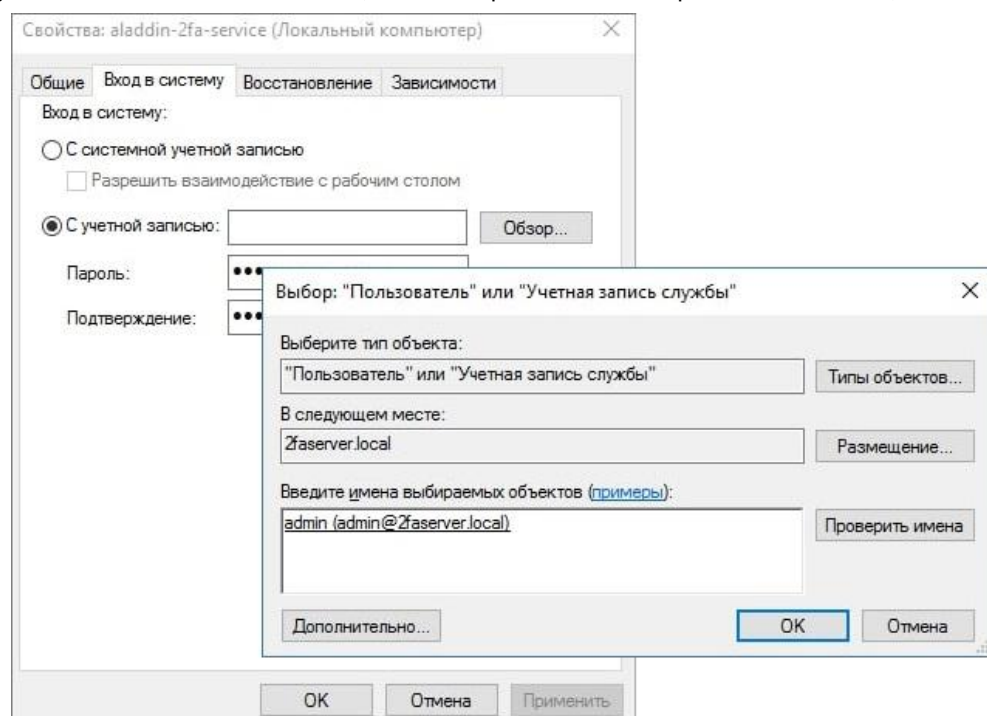 Свойства: aladdin-2fa-service (Локальный компьютер)
Общие Вход в систему Восстановление Зависимости
Вход в систему:
С системной учетной записью
Разрешить взаимодействие с рабочим столом
С учетной записью: Обзор...
Пароль: •••
Подтверждение: •••
Выбор: "Пользователь" или "Учетная запись службы"
Выберите тип объекта:
"Пользователь" или "Учетная запись службы" Типы объектов...
В следующем месте:
2faserver.local Размещение...
Введите имена выбираемых объектов (примеры):
admin (admin@2faserver.local) Проверить имена
Дополнительно... ОК Отмена
ОК Отмена Применить